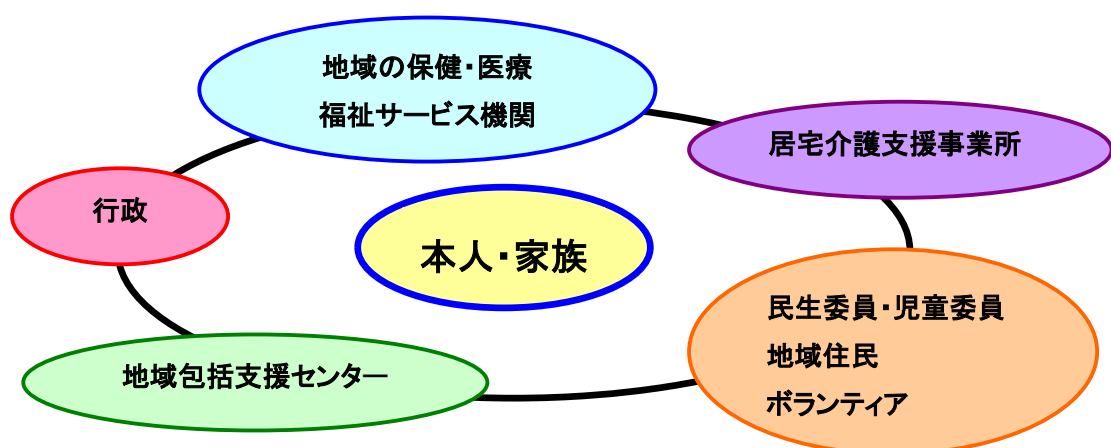 地域の保健・医療
福祉サービス機関
居宅介護支援事業所
行政
本人・家族
民生委員・児童委員
地域住民
ボランティア
地域包括支援センター